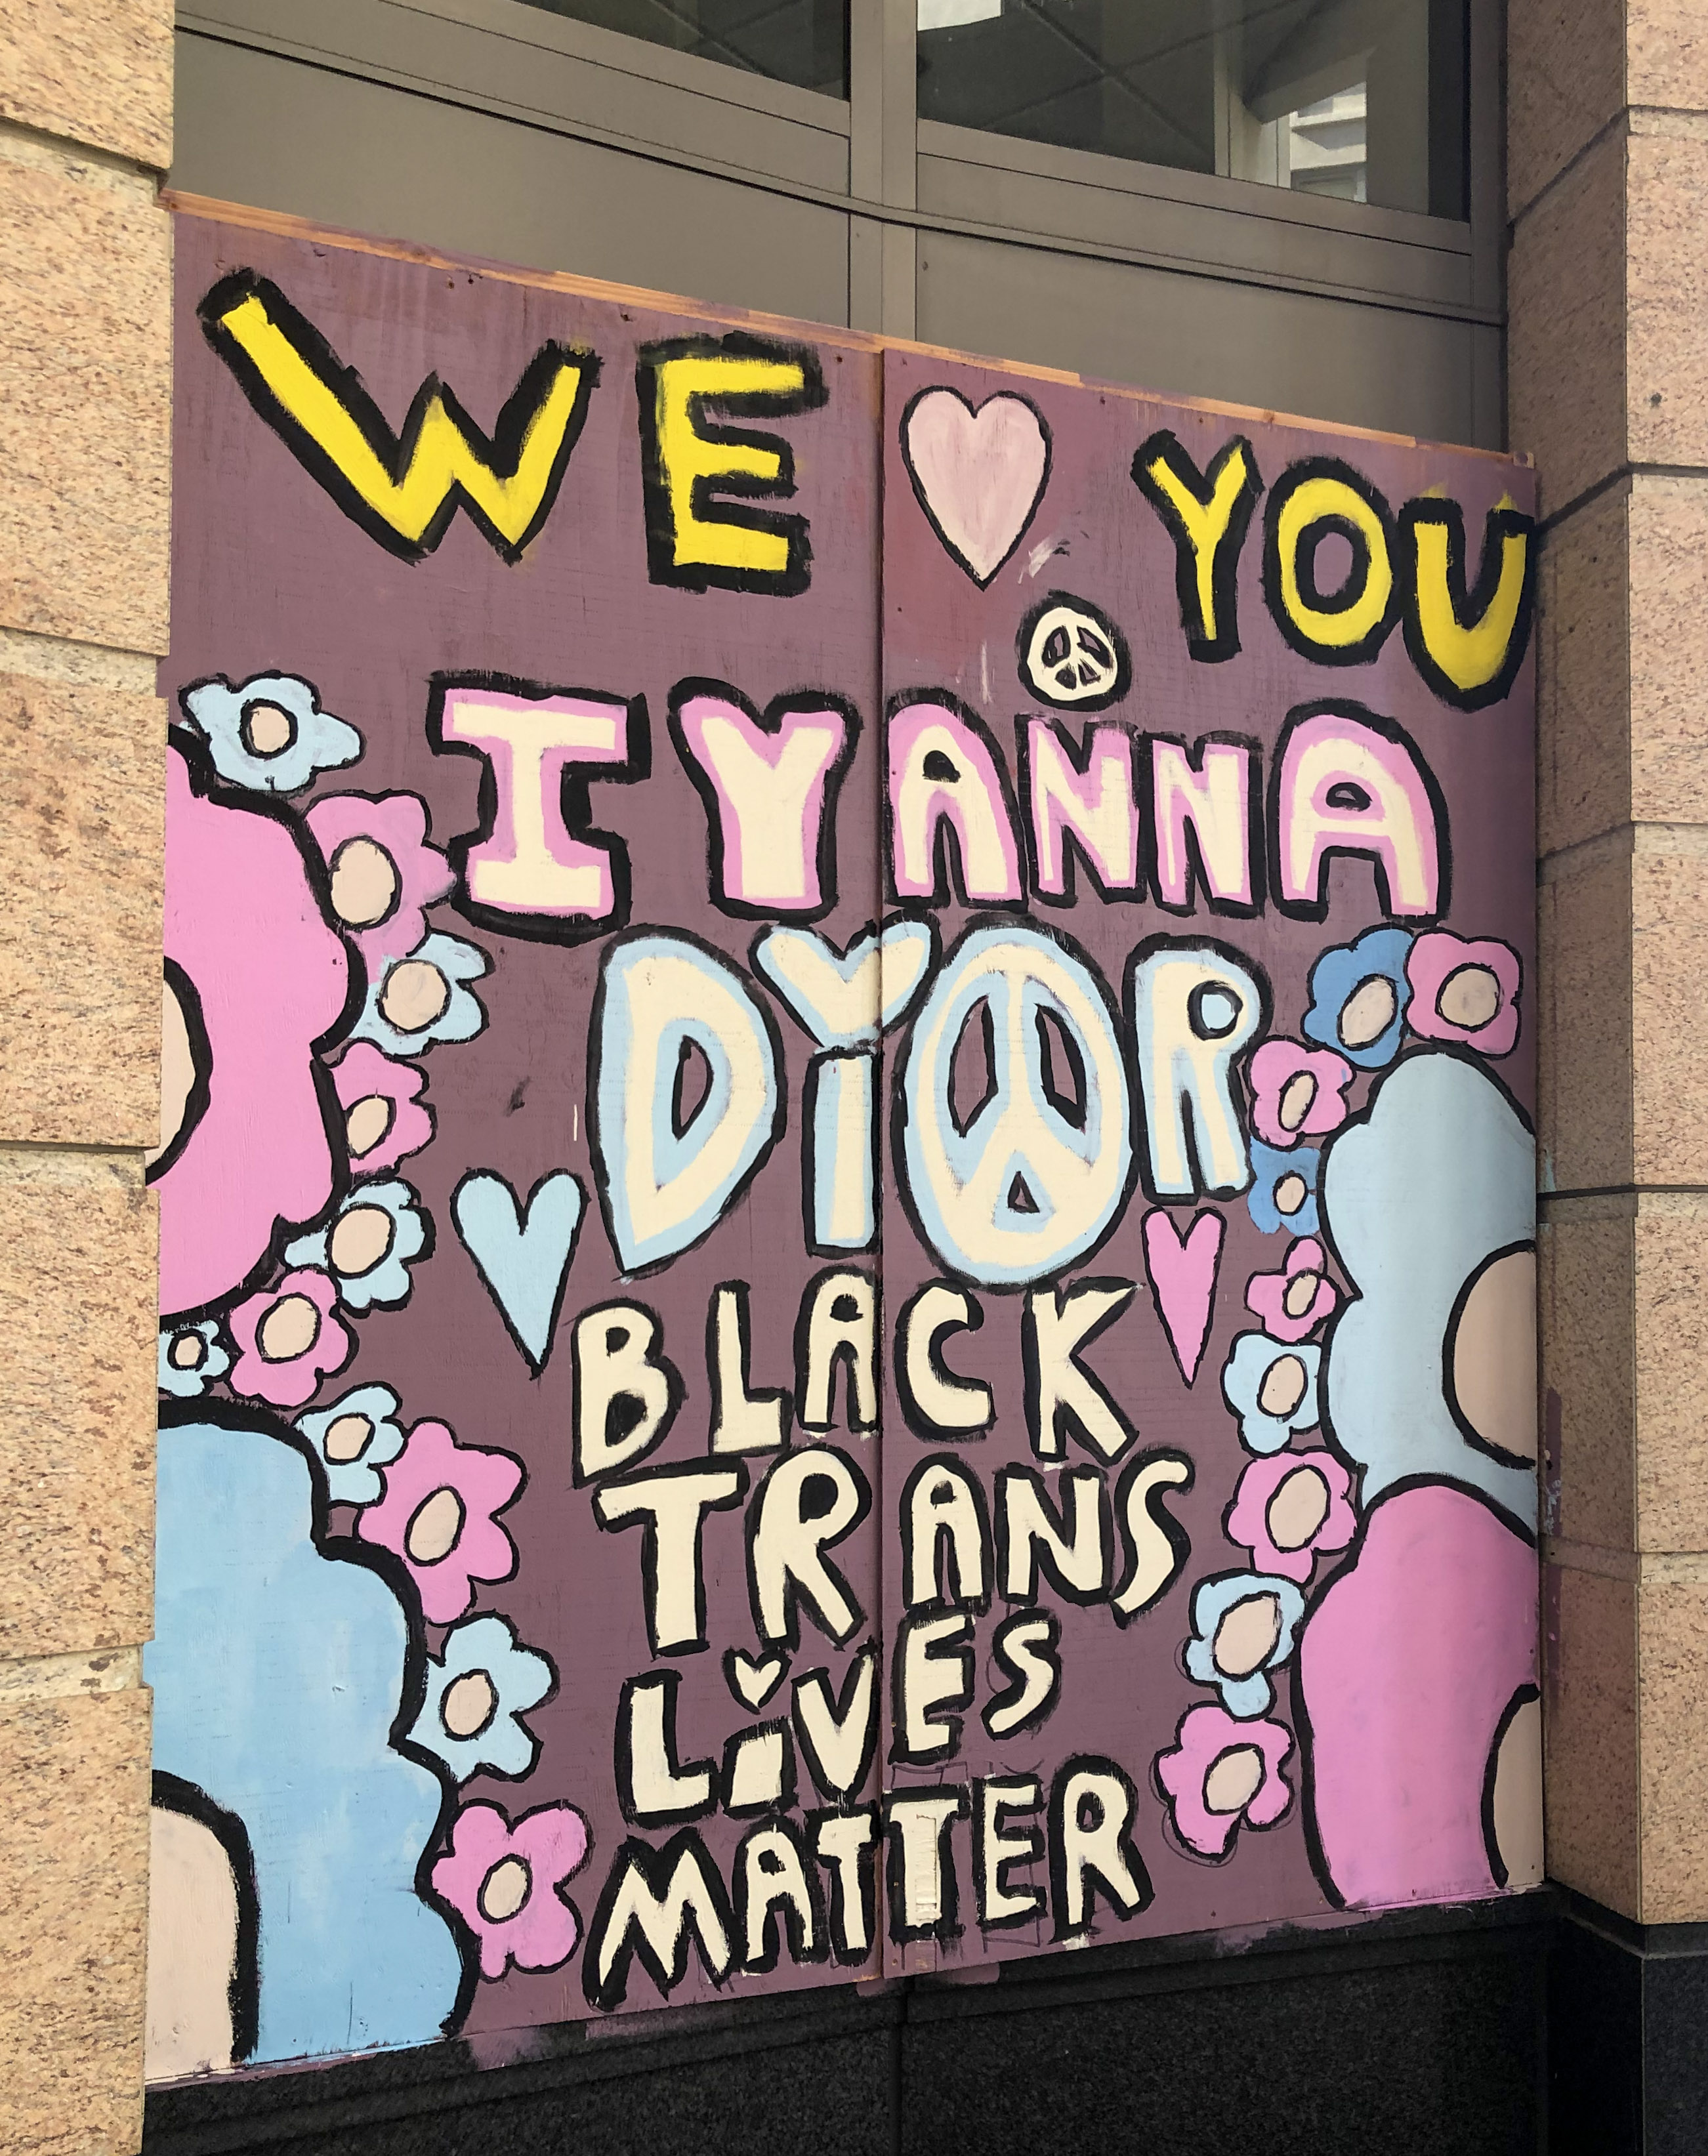 WE ♥ YOU
IYANNA
DYOR
BLACK
TRANS
LiVES
MATTER